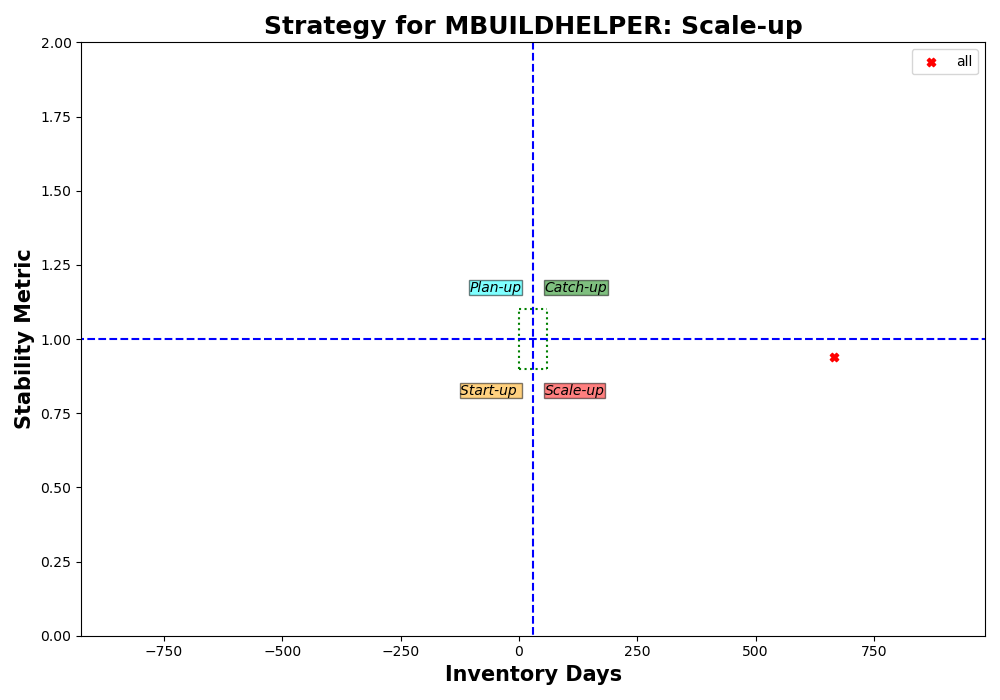 Strategy for MBUILDHELPER: Scale-up
all
2.00
1.75
1.50
1.25
1.00
0.75
0.50
0.25
0.00
Stability Metric
Plan-up
Catch-up
Start-up
Scale-up
−750
−500
−250
0
250
500
750
Inventory Days